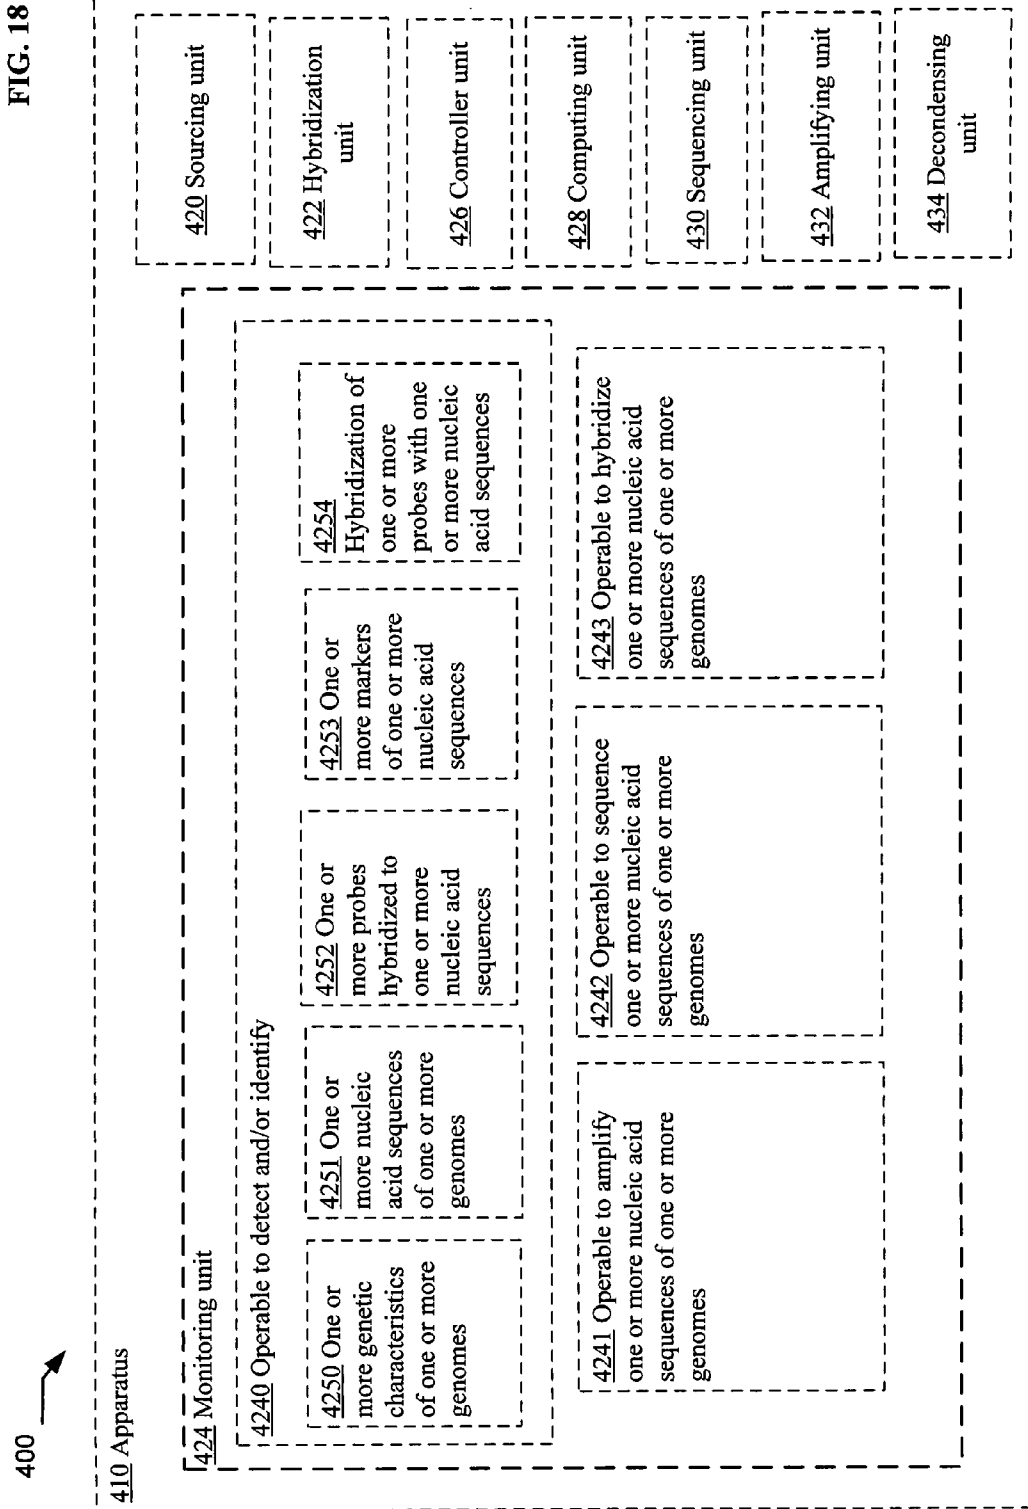 FIG. 18
400
410 Apparatus
424 Monitoring unit
4240 Operable to detect and/or identify
4250 One or
more genetic
characteristics
of one or more
genomes
4251 One or
more nucleic
acid sequences
of one or more
genomes
4252 One or
more probes
hybridized to
one or more
nucleic acid
sequences
4253 One or
more markers
of one or more
nucleic acid
sequences
4254
Hybridization of
one or more
probes with one
or more nucleic
acid sequences
4241 Operable to amplify
one or more nucleic acid
sequences of one or more
genomes
4242 Operable to sequence
one or more nucleic acid
sequences of one or more
genomes
4243 Operable to hybridize
one or more nucleic acid
sequences of one or more
genomes
420 Sourcing unit
422 Hybridization
unit
426 Controller unit
428 Computing unit
430 Sequencing unit
432 Amplifying unit
434 Decondensing
unit